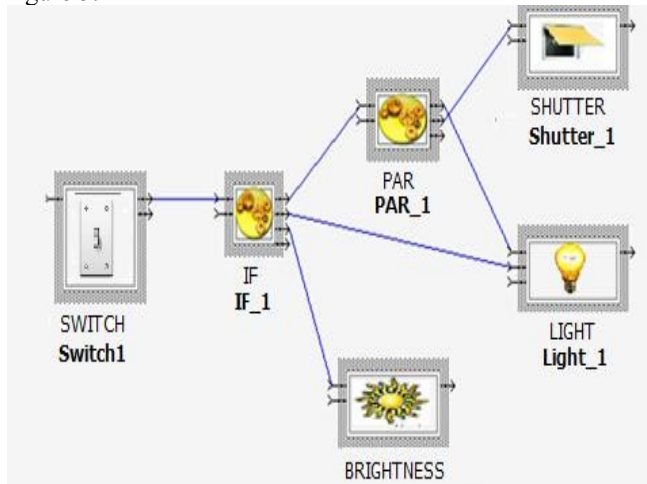 SHUTTER
Shutter_1
PAR
PAR_1
IF
IF_1
SWITCH
Switch1
LIGHT
Light_1
BRIGHTNESS